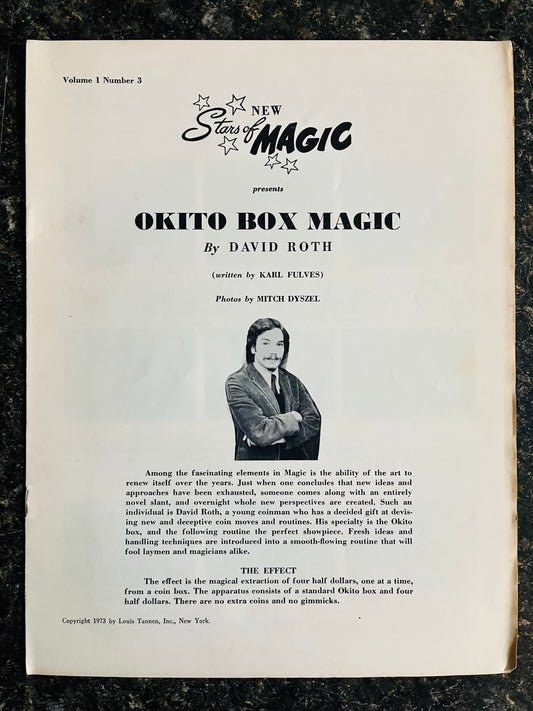 Volume 1 Number 3
NEW
Stars of MAGIC
presents
OKITO BOX MAGIC
By DAVID ROTH
(written by KARL FULVES)
Photos by MITCH DYSZEL
Among the fascinating elements in Magic is the ability of the art to
renew itself over the years. Just when one concludes that new ideas and
approaches have been exhausted, someone comes along with an entirely
novel slant, and overnight whole new perspectives are created. Such an
individual is David Roth, a young coinman who has a decided gift at devis-
ing new and deceptive coin moves and routines. His specialty is the Okito
box, and the following routine the perfect showpiece. Fresh ideas and
handling techniques are introduced into a smooth-flowing routine that will
fool laymen and magicians alike.
THE EFFECT
The effect is the magical extraction of four half dollars, one at a time,
from a coin box. The apparatus consists of a standard Okito box and four
half dollars. There are no extra coins and no gimmicks.
Copyright 1973 by Louis Tannen, Inc., New York.